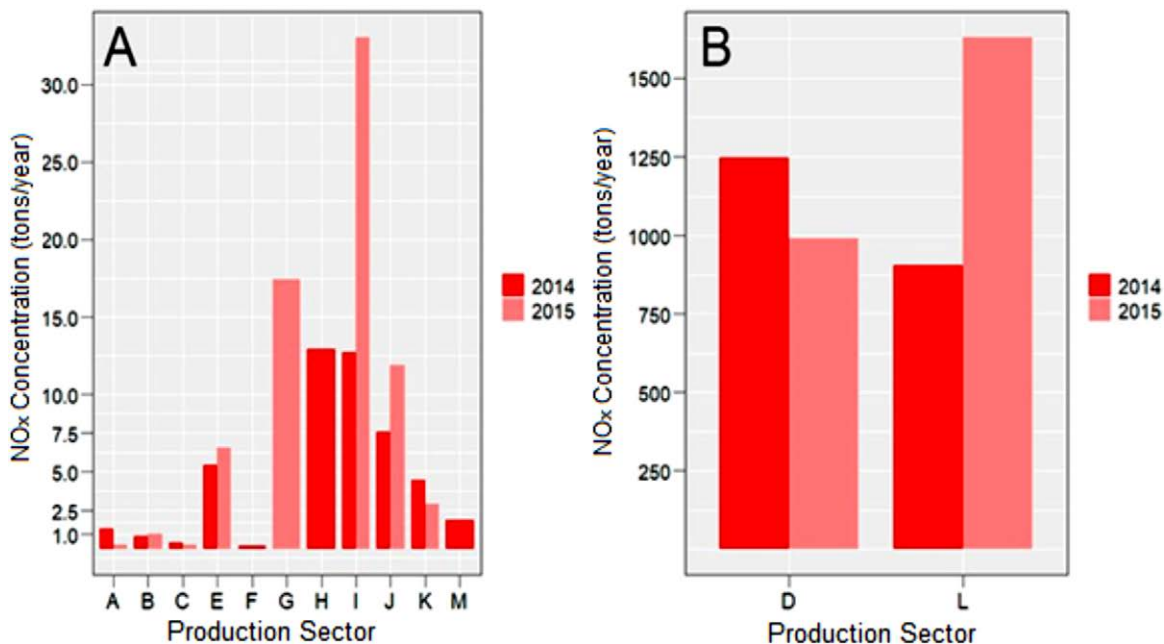 A
NOx Concentration (tons/year)
30.0
25.0
20.0
15.0
10.0
7.5
5.0
2.5
1.0
A B C E F G H I J K M
Production Sector
2014
2015
B
NOx Concentration (tons/year)
1500
1250
1000
750
500
250
D L
Production Sector
2014
2015